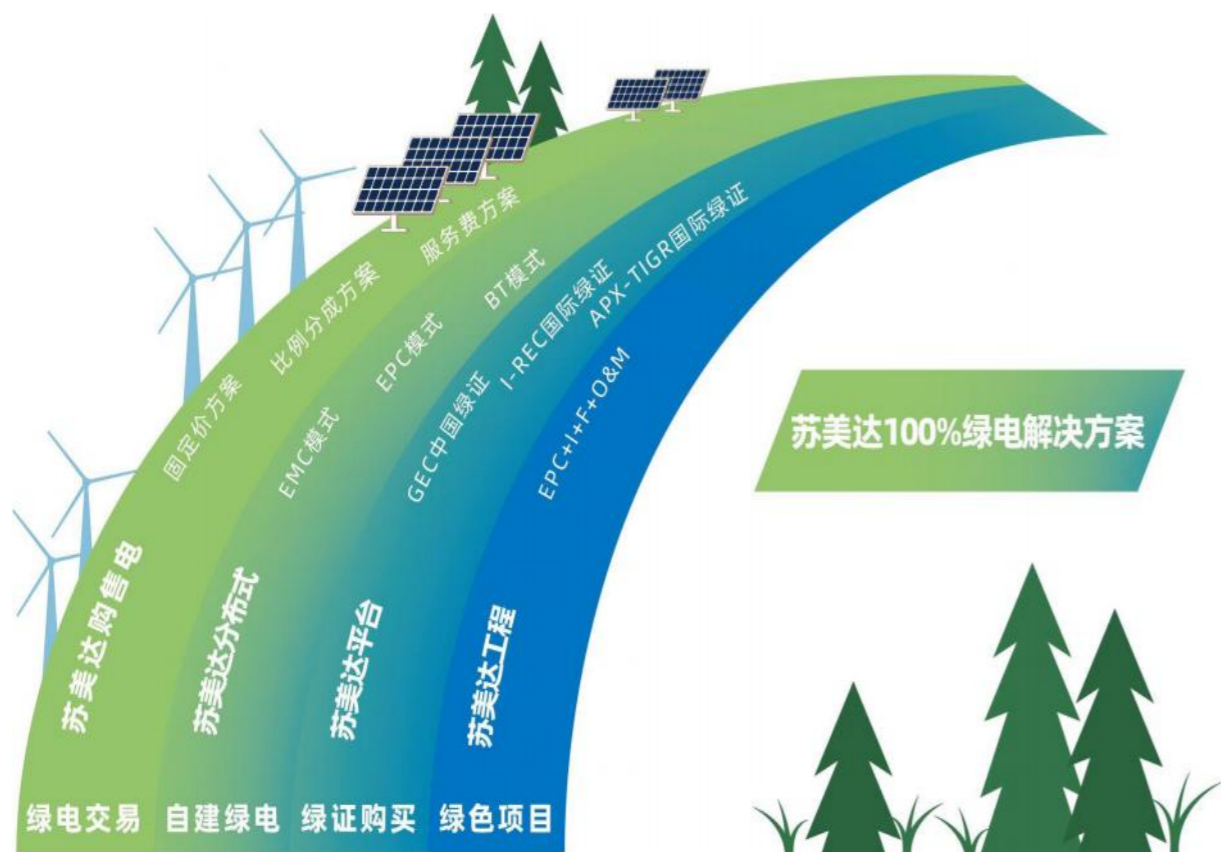 服务费方案
比例分成方案
固定价方案
苏美达购售电
绿电交易
BT模式
EPC模式
EMC模式
苏美达分布式
自建绿电
APX-TIGR国际绿证
I-REC国际绿证
GEC中国绿证
苏美达平台
绿证购买
EPC+I+F+O&M
苏美达工程
绿色项目
苏美达100%绿电解决方案